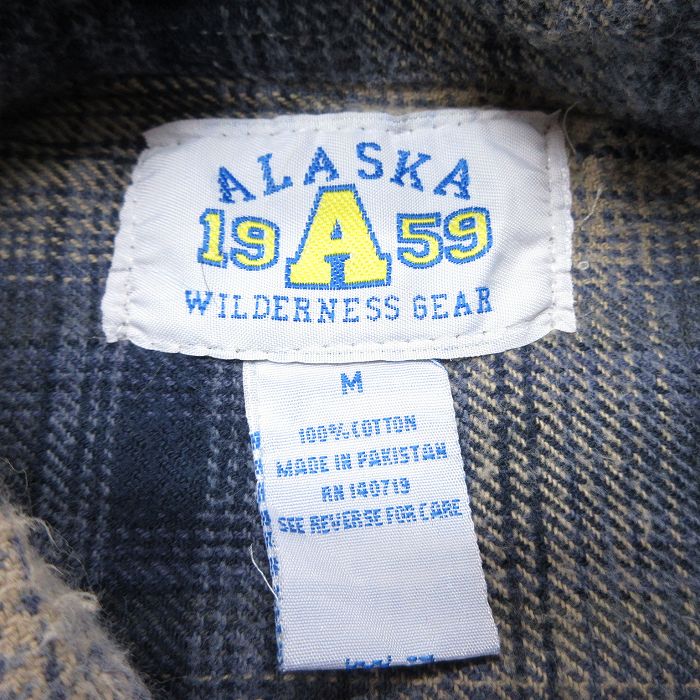 ALASKA
19 A 59
WILDERNESS GEAR
M
100% COTTON
MADE IN PAKISTAN
RN 140719
SEE REVERSE FOR CARE